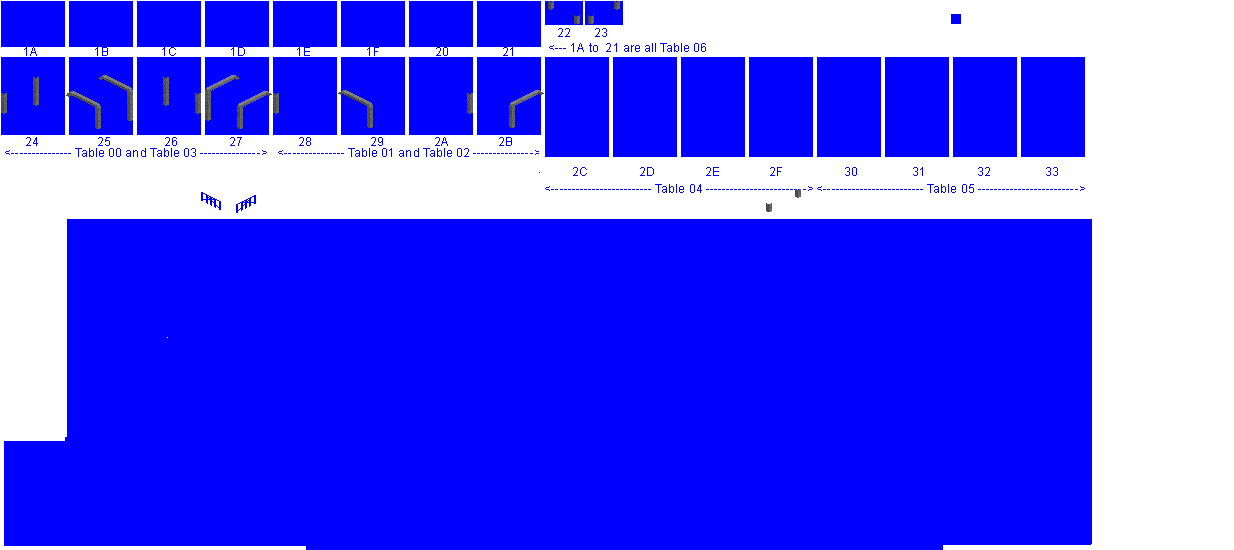 22 23
<--- 1A to 21 are all Table 06
1A 1B 1C 1D 1E 1F 20 21
24 25 26 27 28 29 2A 2B
<-------------- Table 00 and Table 03 ---------------> <-------------- Table 01 and Table 02 --------------->
2C 2D 2E 2F 30 31 32 33
<----------------------- Table 04 -----------------------> <----------------------- Table 05 ----------------------->